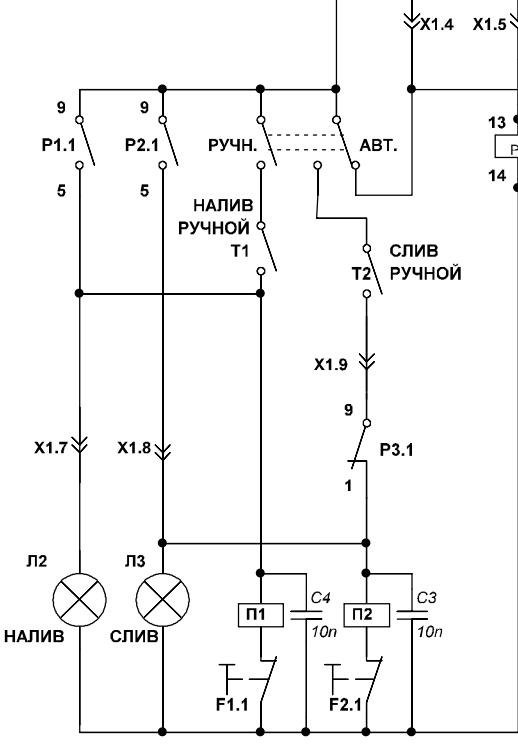 X1.4
X1.5
9
9
13
P1.1
P2.1
РУЧН.
АВТ.
P
5
5
14
НАЛИВ
РУЧНОЙ
T1
СЛИВ
T2
РУЧНОЙ
X1.9
9
X1.7
X1.8
P3.1
1
Л2
Л3
C4
C3
П1
П2
НАЛИВ
СЛИВ
10n
10n
F1.1
F2.1